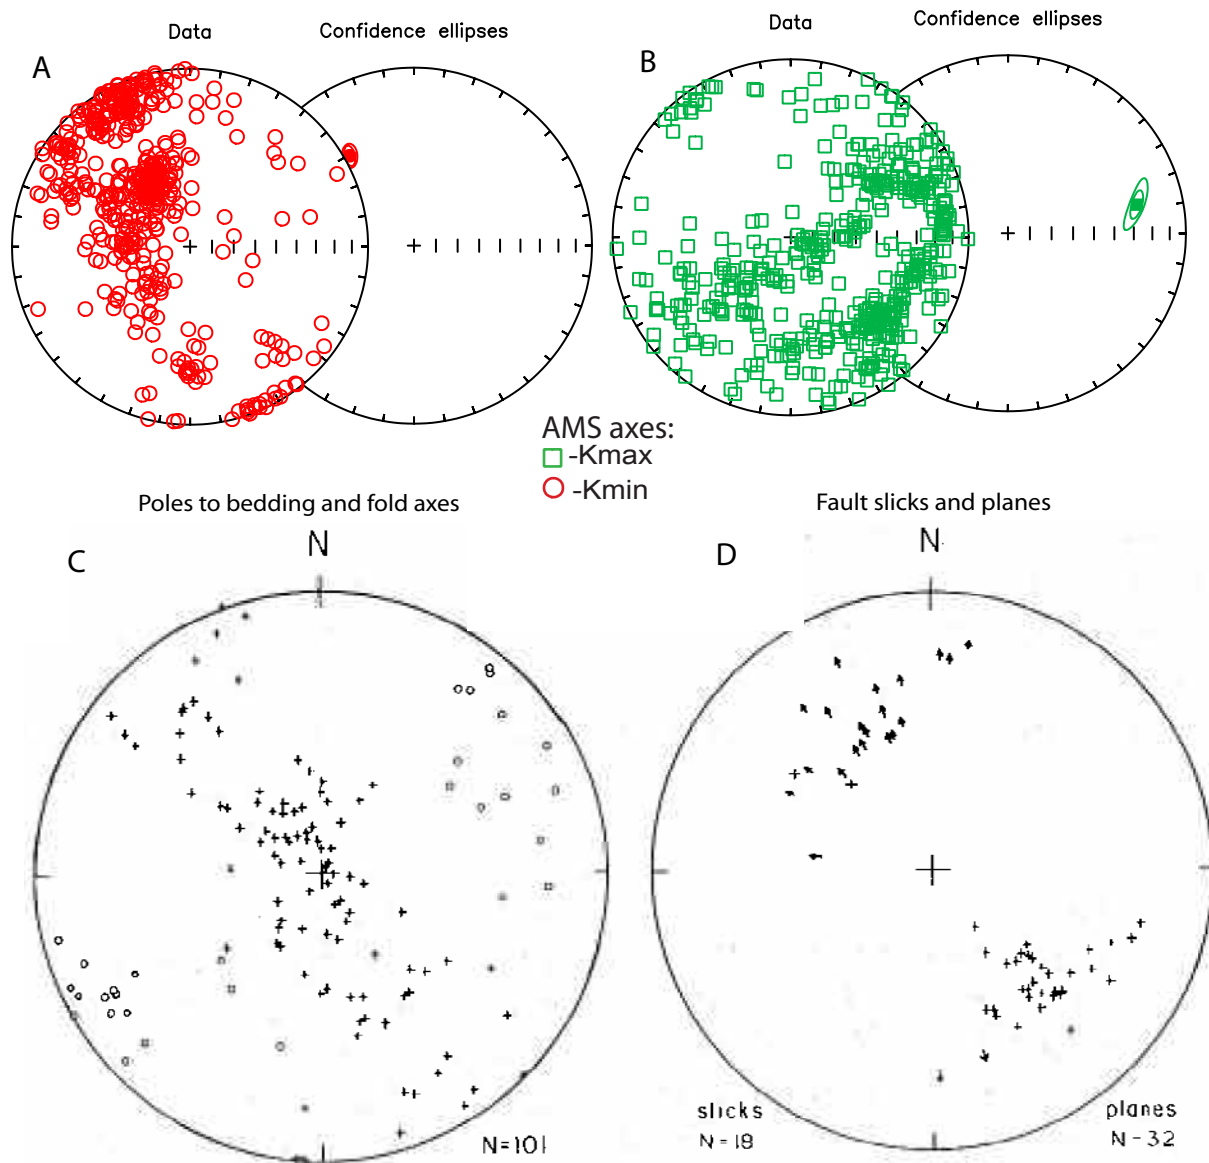 Data
Confidence ellipses
A
Data
Confidence ellipses
B
AMS axes:
-Kmax
-Kmin
Poles to bedding and fold axes
Fault slicks and planes
C
N
D
N
N=101
slicks
N=18
planes
N-32